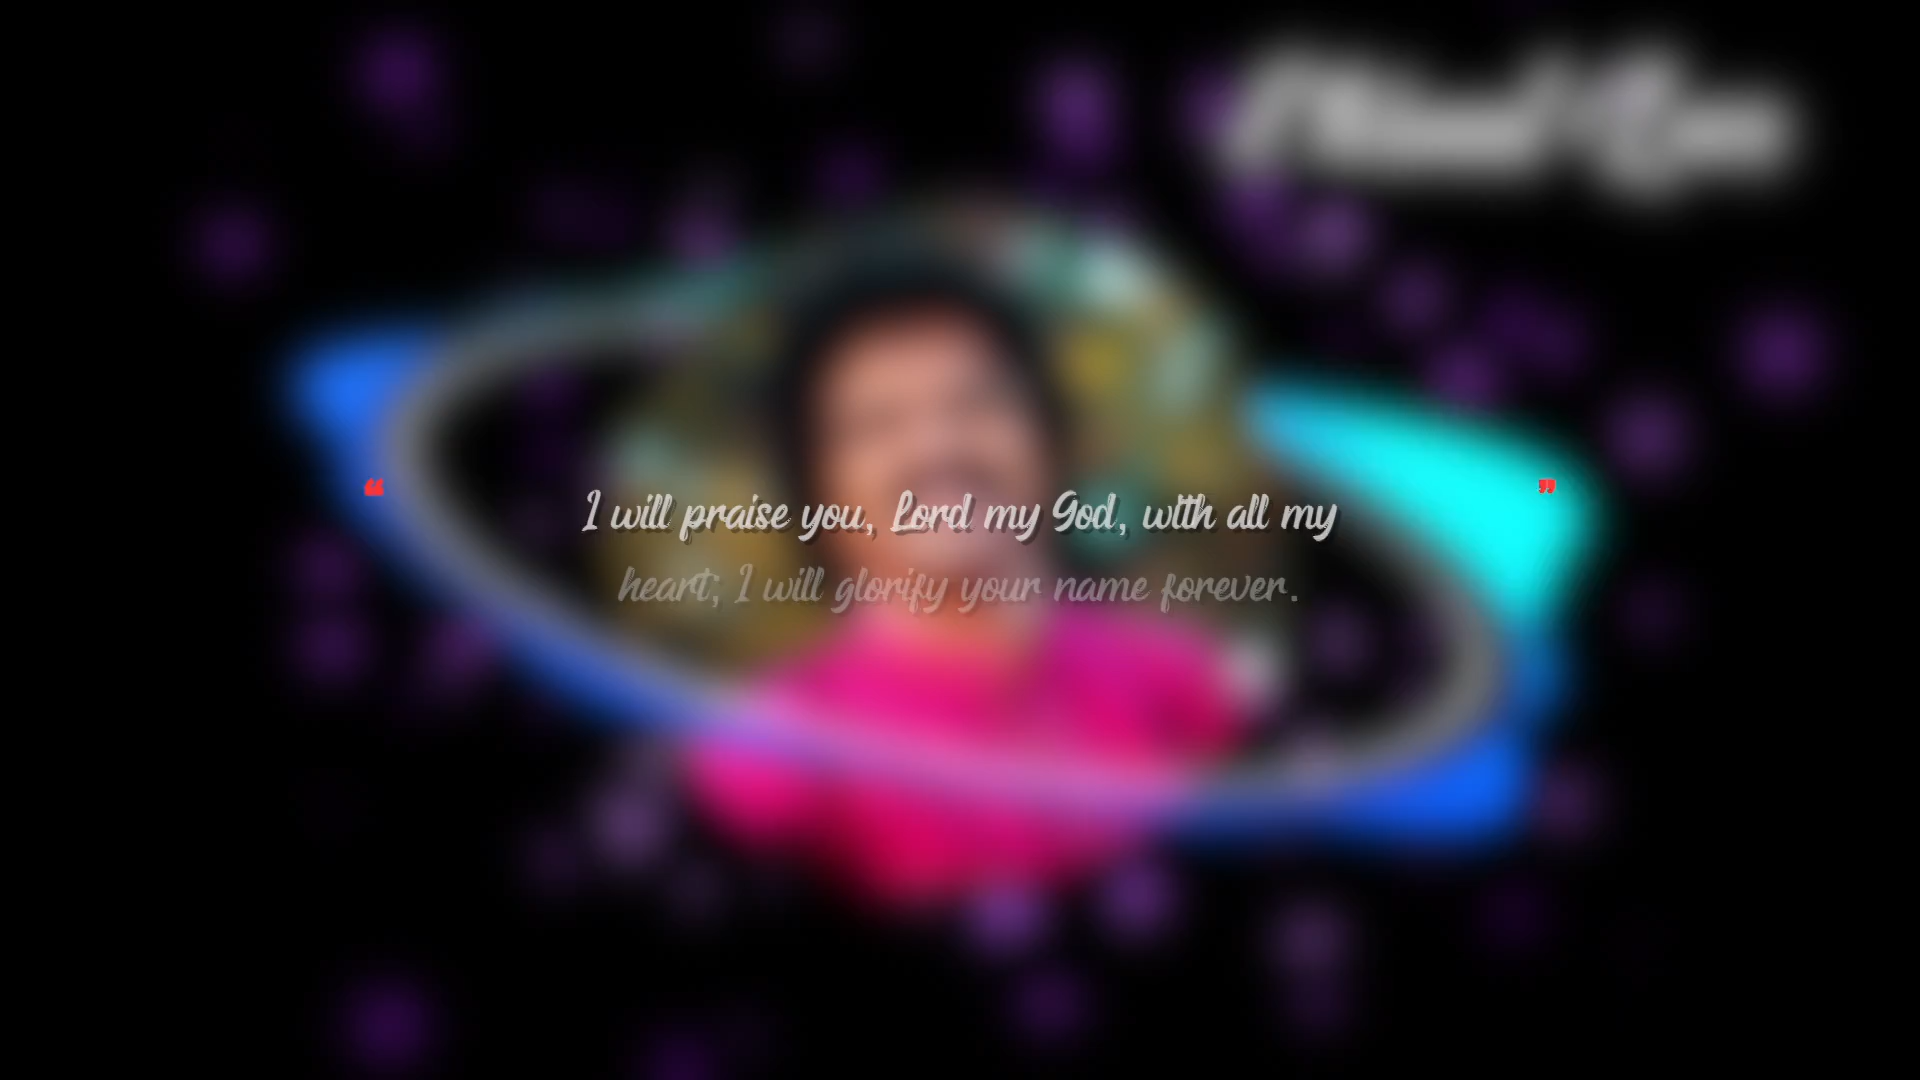 ❝ I will praise you, Lord my God, with all my ❞
heart; I will glorify your name forever.